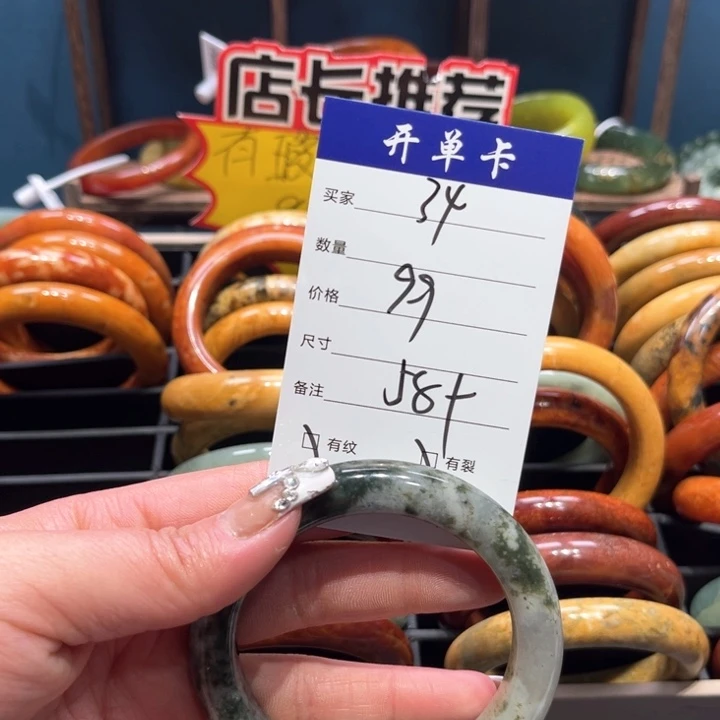 店长推荐
有
开单卡
买家 34
数量
价格 99
尺寸
备注 58+
有纹 有裂